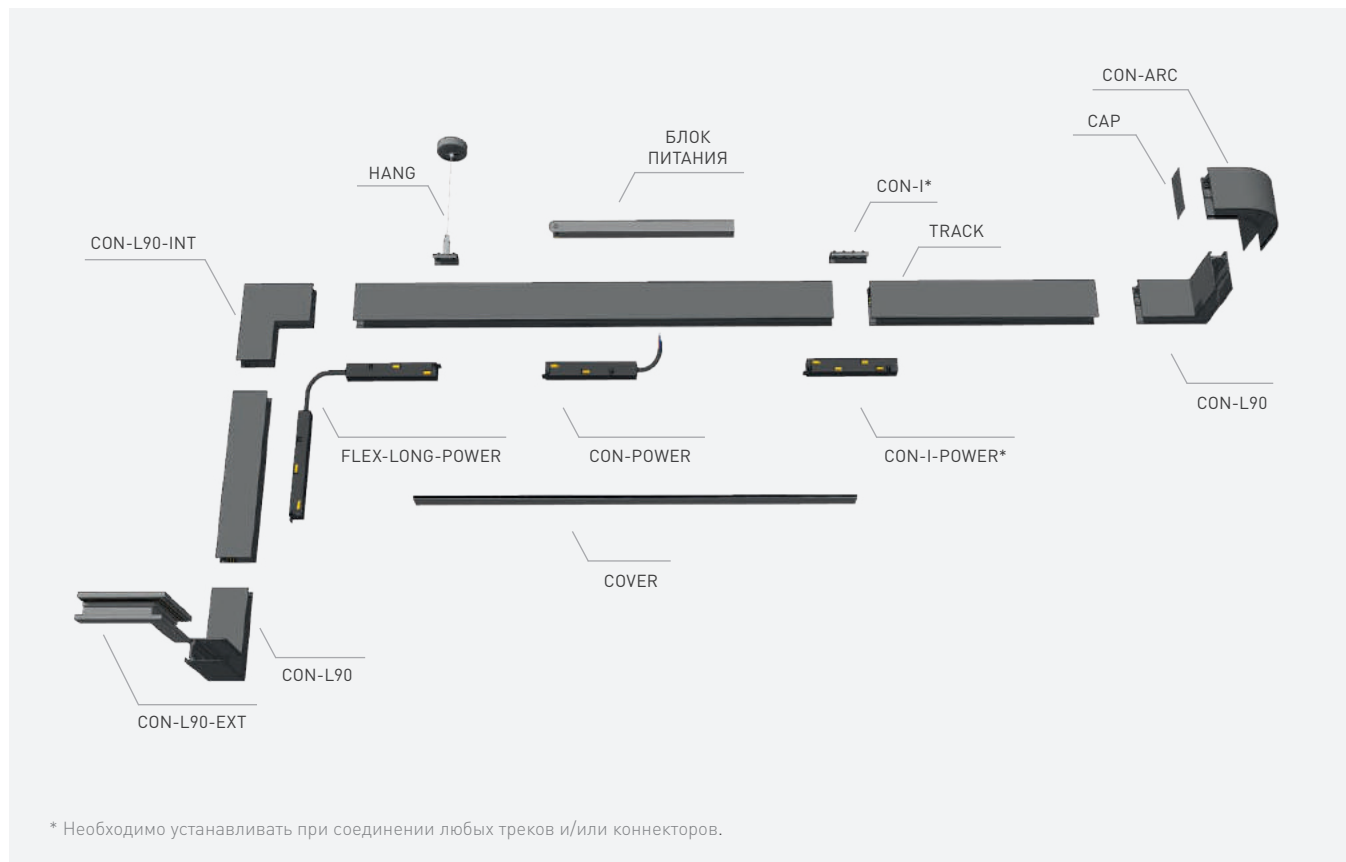 CON-ARC
CAP
БЛОК
ПИТАНИЯ
HANG
CON-I*
TRACK
CON-L90-INT
CON-L90
FLEX-LONG-POWER
CON-POWER
CON-I-POWER*
COVER
CON-L90
CON-L90-EXT
* Необходимо устанавливать при соединении любых треков и/или коннекторов.